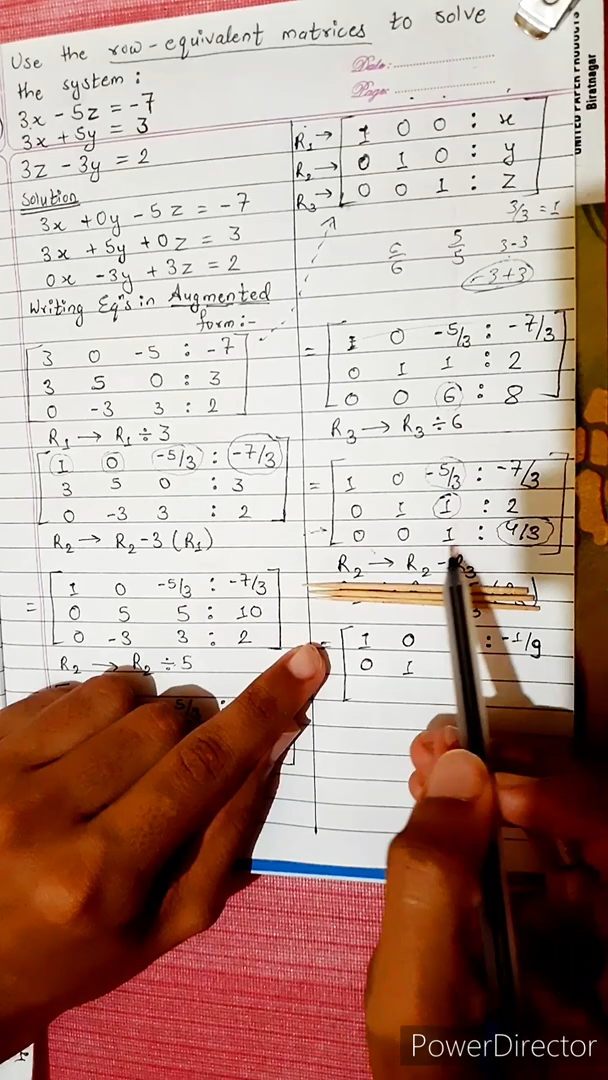 Use the row-equivalent matrices to solve
the system:
3x - 5z = -7
3x + 5y = 3
3z - 3y = 2
Solution
3x + 0y - 5z = -7
3x + 5y + 0z = 3
0x - 3y + 3z = 2
Writing Eqⁿs in Augmented
form:-
3 0 -5 : -7
3 5 0 : 3
0 -3 3 : 2
R₁ → R₁ ÷ 3
1 0 -5/3 : -7/3
3 5 0 : 3
0 -3 3 : 2
R₂ → R₂ - 3 (R₁)
= 1 0 -5/3 : -7/3
0 5 5 : 10
0 -3 3 : 2
R₂ → R₂ ÷ 5
Date:
Page:
R₁ → 1 0 0 : x
R₂ → 0 1 0 : y
R₃ → 0 0 1 : z
3/3 = 1
6/6 5/5 3-3
-3+3
= 1 0 -5/3 : -7/3
0 1 1 : 2
0 0 6 : 8
R₃ → R₃ ÷ 6
= 1 0 -5/3 : -7/3
0 1 1 : 2
→ 0 0 1 : 4/3
R₂ → R₂ - R₃
= 1 0 : -1/9
0 1
UNITED PAPER PRODUCTS
Biratnagar
PowerDirector